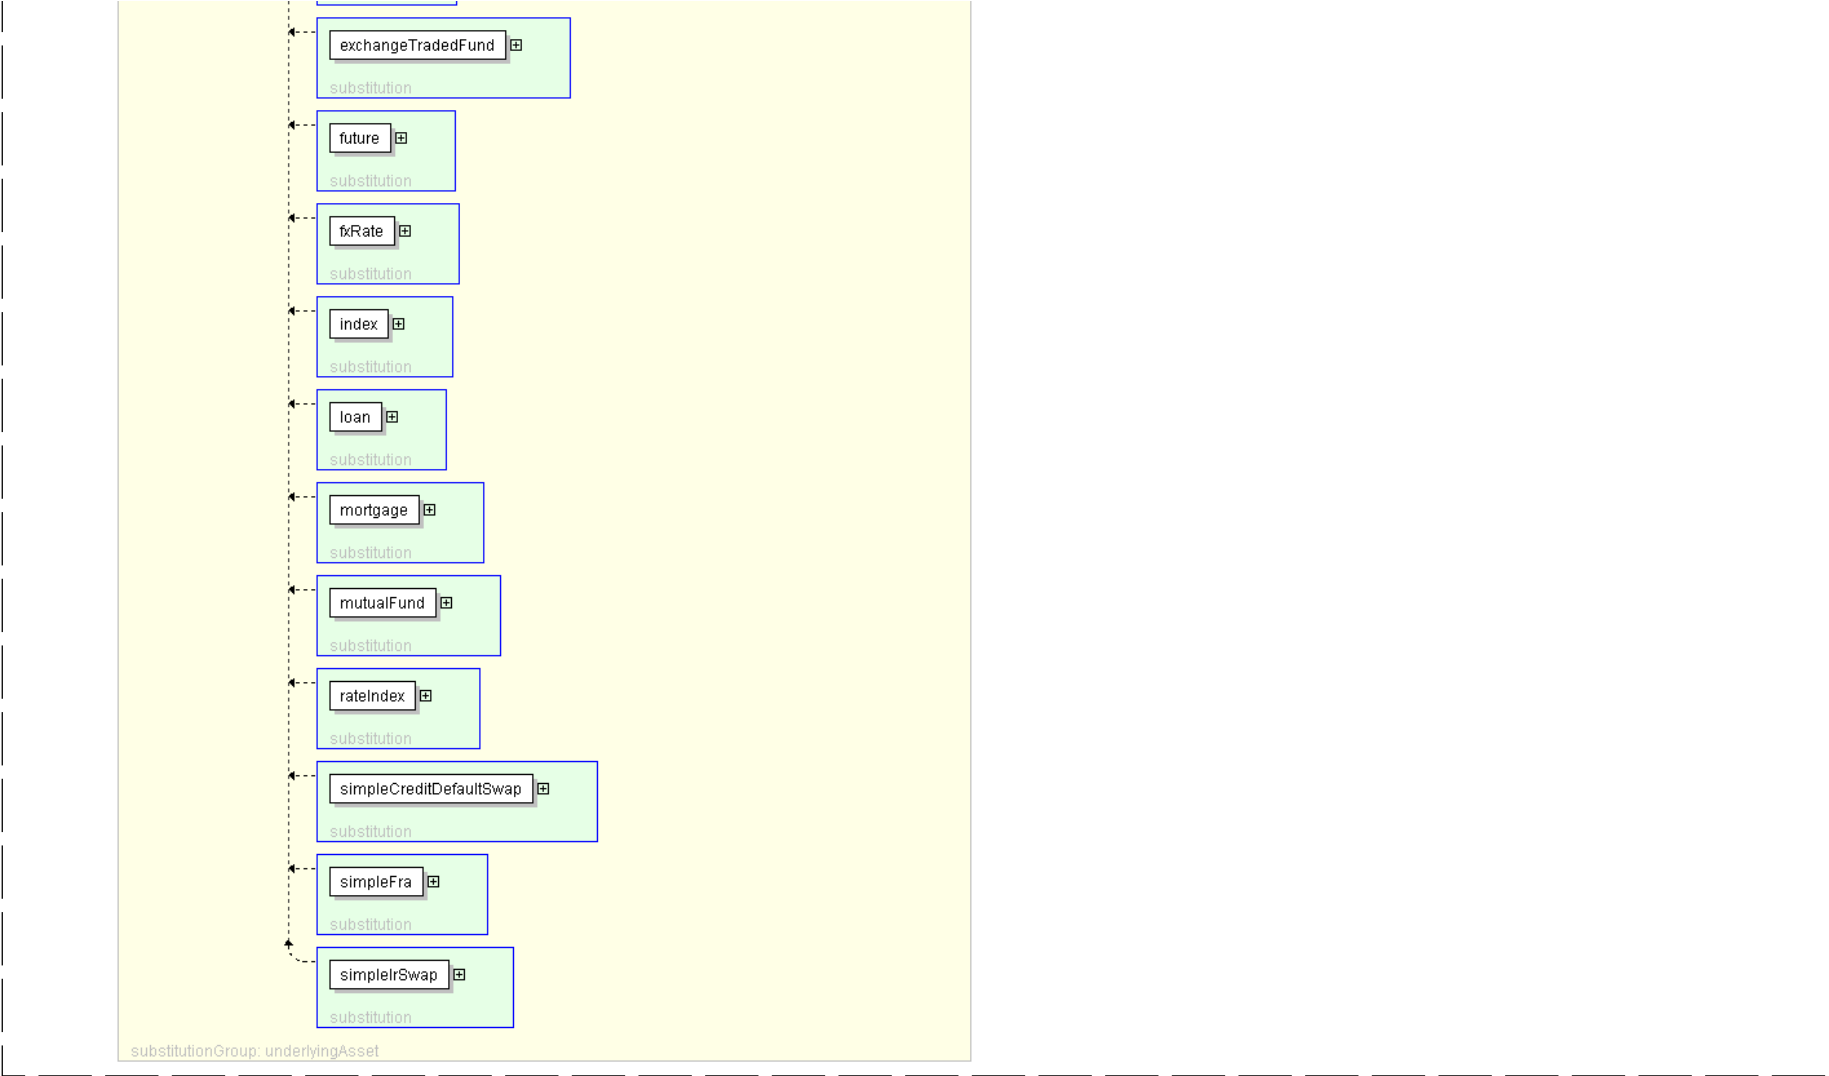 exchangeTradedFund
substitution
future
substitution
fxRate
substitution
index
substitution
loan
substitution
mortgage
substitution
mutualFund
substitution
rateIndex
substitution
simpleCreditDefaultSwap
substitution
simpleFra
substitution
simpleIrSwap
substitution
substitutionGroup: underlyingAsset